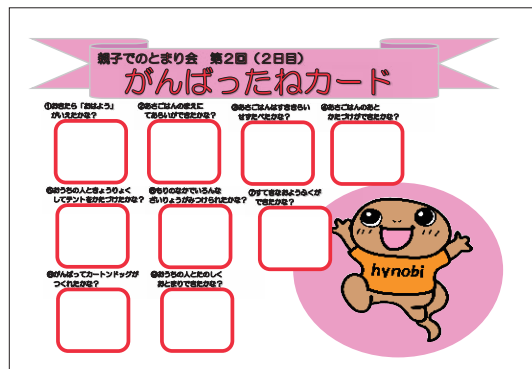 親子でのとまり会　第2回（2日目）
がんばったねカード
①おきたら「おはよう」
がいえたかな？
②あさごはんのまえに
てあらいができたかな？
③あさごはんはすききらい
せずたべたかな？
④あさごはんのあと
かたづけができたかな？
⑤おうちの人ときょうりょく
してテントをかたづけたかな？
⑥もりのなかでいろんな
ざいりょうがみつけられたかな？
⑦すてきなおようふくが
できたかな？
hynobi
⑧がんばってカートンドッグが
つくれたかな？
⑨おうちの人とたのしく
おとまりできたかな？